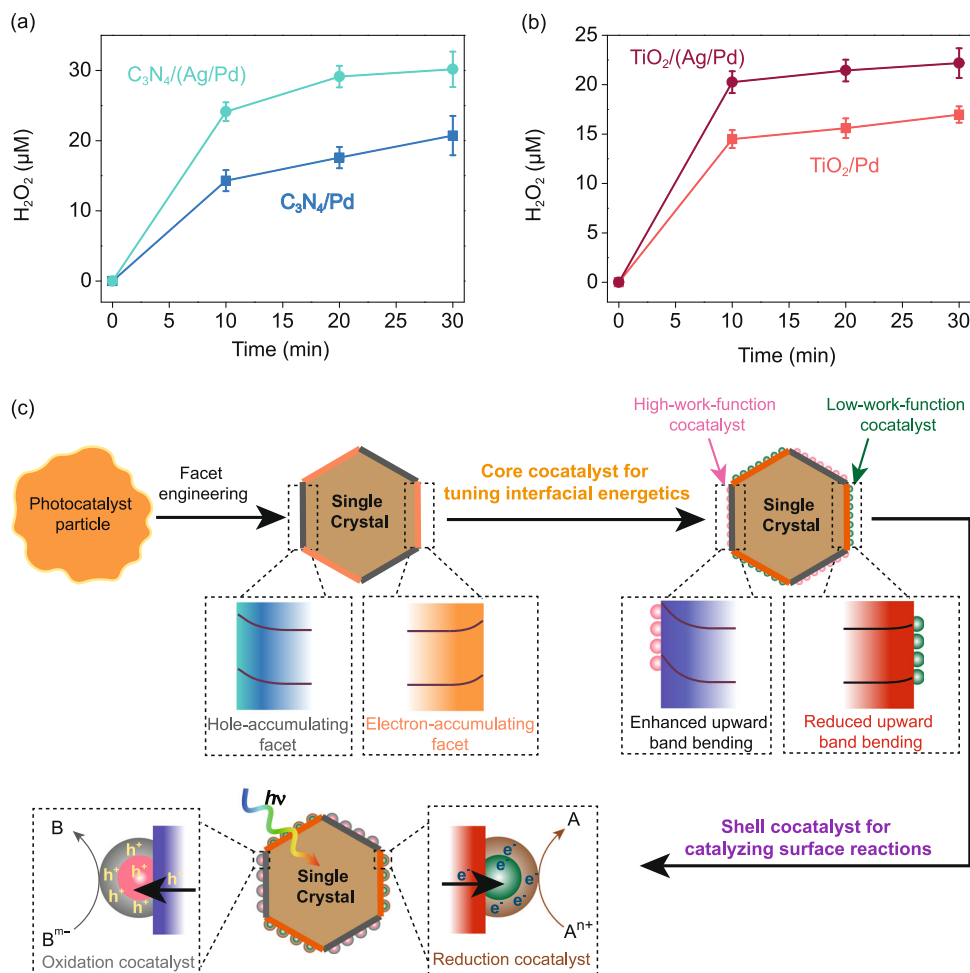 (a)
C₃N₄/(Ag/Pd)
C₃N₄/Pd
H₂O₂ (μM)
30
20
10
0
0 5 10 15 20 25 30
Time (min)
(b)
TiO₂/(Ag/Pd)
TiO₂/Pd
H₂O₂ (μM)
25
20
15
10
5
0
0 5 10 15 20 25 30
Time (min)
(c)
Photocatalyst
particle
Facet
engineering
Single
Crystal
Core cocatalyst for
tuning interfacial energetics
High-work-function
cocatalyst
Low-work-function
cocatalyst
Single
Crystal
Hole-accumulating
facet
Electron-accumulating
facet
Enhanced upward
band bending
Reduced upward
band bending
Shell cocatalyst for
catalyzing surface reactions
B
h⁺
h⁺ h⁺ h⁺
h⁺ h⁺
h⁺
Bᵐ⁻
Oxidation cocatalyst
hν
Single
Crystal
A
e⁻
e⁻ e⁻ e⁻
e⁻ e⁻
e⁻
Aⁿ⁺
Reduction cocatalyst